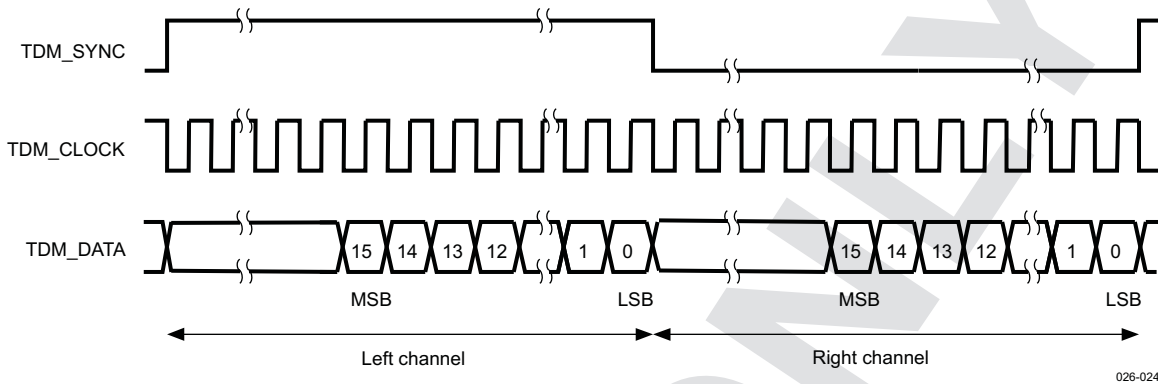 TDM_SYNC
TDM_CLOCK
TDM_DATA
15 14 13 12 1 0 15 14 13 12 1 0
MSB LSB MSB LSB
Left channel Right channel
026-024